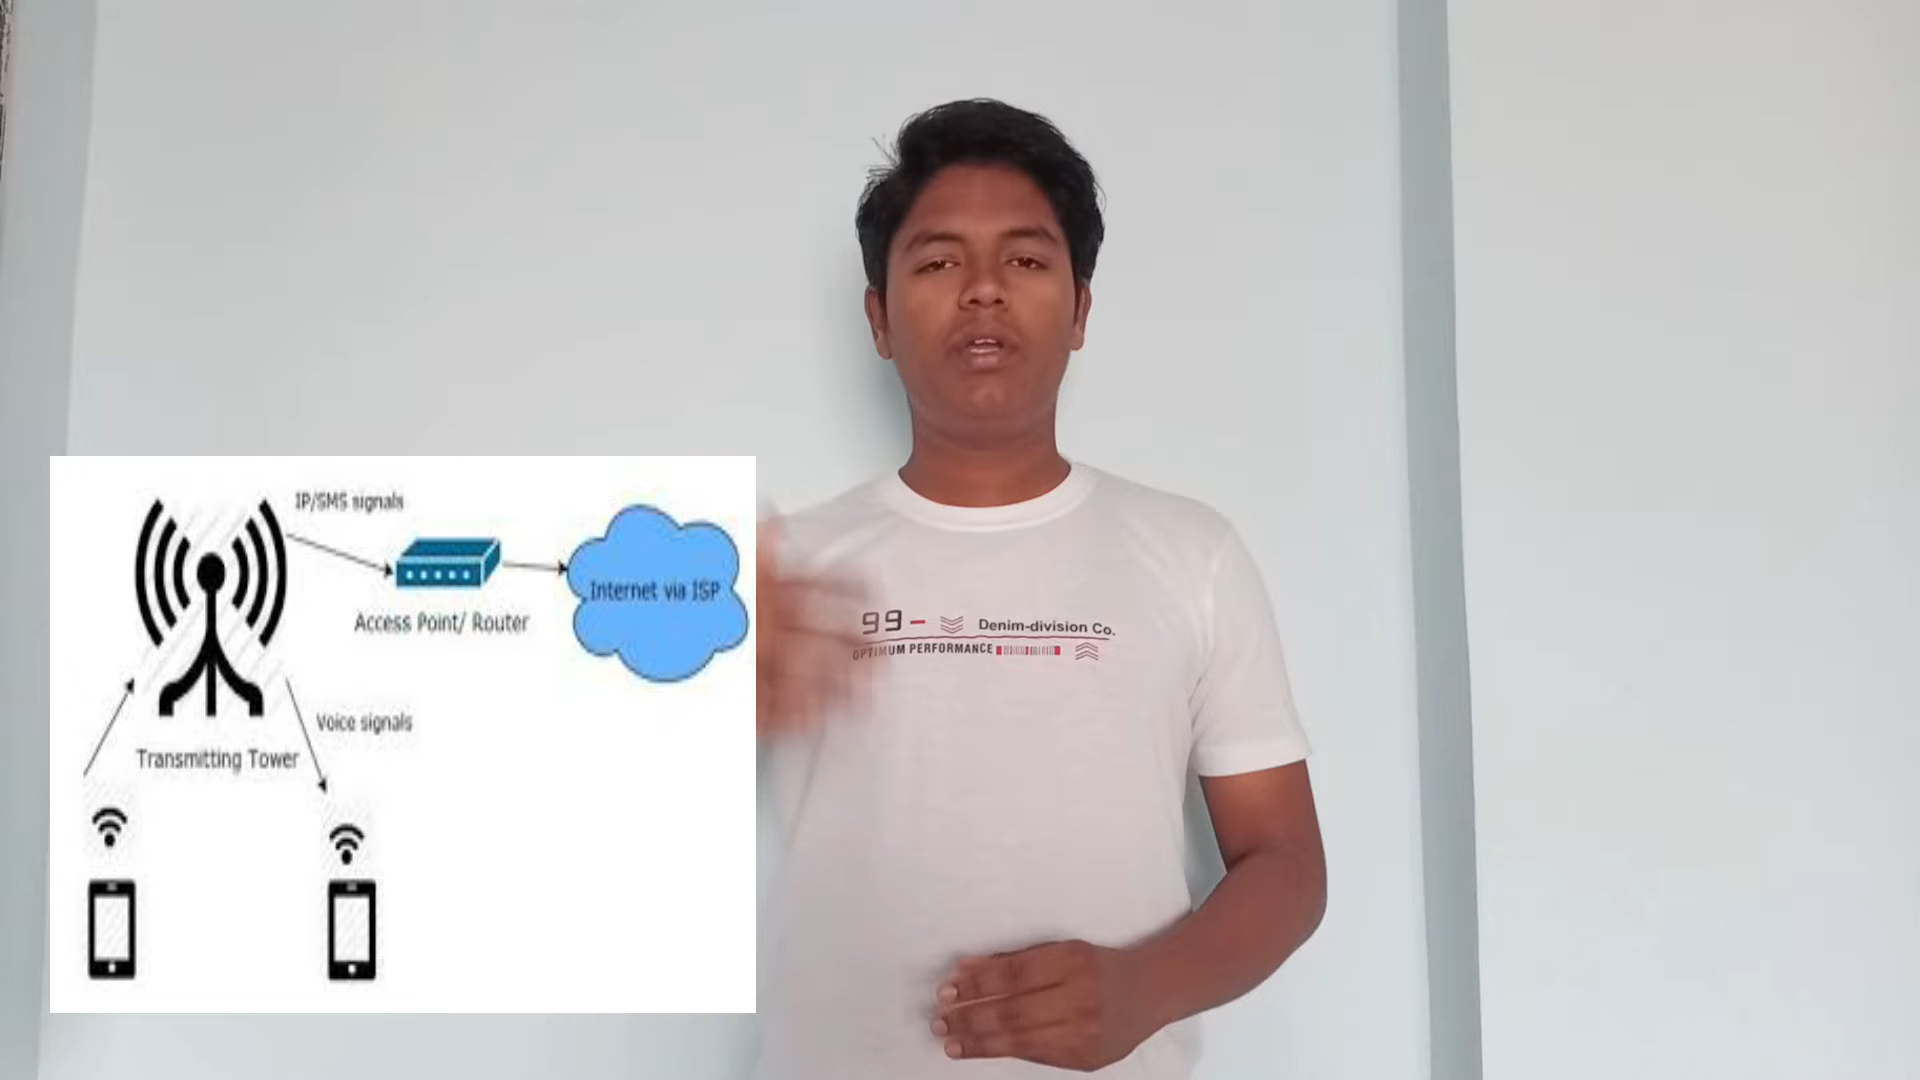 IP/SMS signals
Internet via ISP
Access Point/ Router
Voice signals
Transmitting Tower
99 - Denim-division Co.
OPTIMUM PERFORMANCE